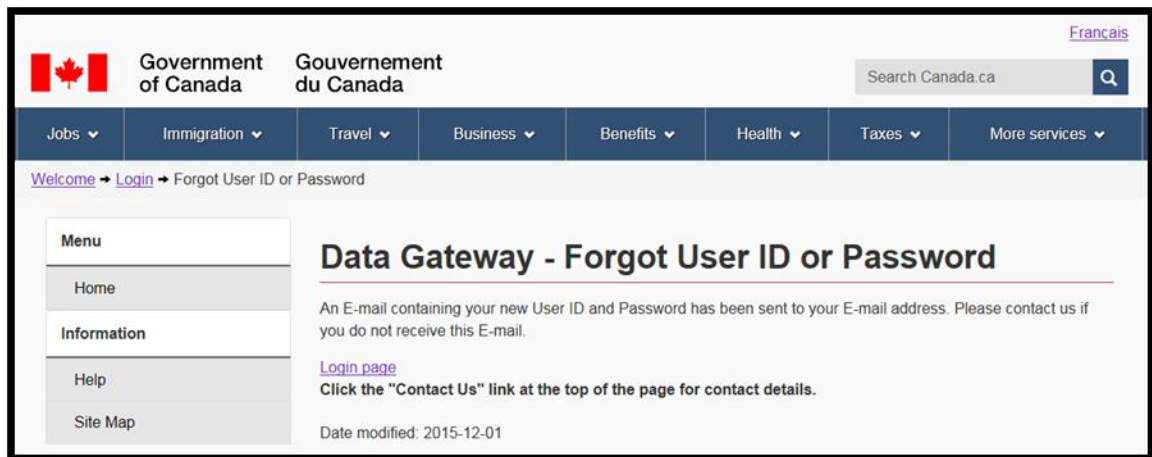 Français
Government of Canada
Gouvernement du Canada
Search Canada.ca
Jobs Immigration Travel Business Benefits Health Taxes More services
Welcome → Login → Forgot User ID or Password
Menu
Home
Information
Help
Site Map
Data Gateway - Forgot User ID or Password
An E-mail containing your new User ID and Password has been sent to your E-mail address. Please contact us if
you do not receive this E-mail.
Login page
Click the "Contact Us" link at the top of the page for contact details.
Date modified: 2015-12-01